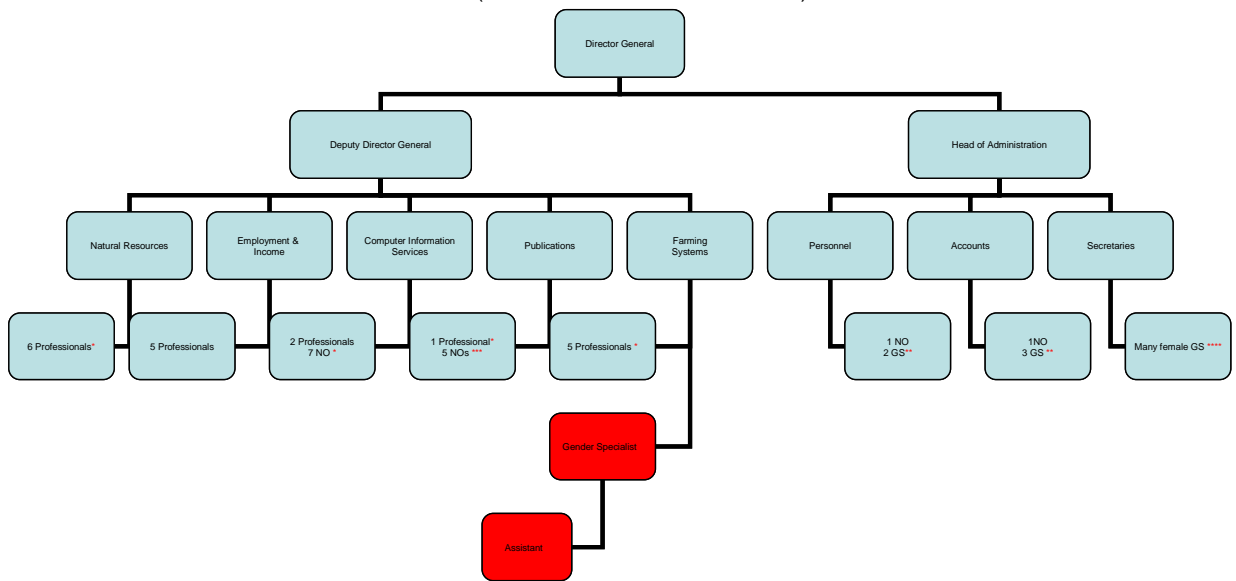 Director General
Deputy Director General
Head of Administration
Natural Resources
Employment &
Income
Computer Information
Services
Publications
Farming
Systems
Personnel
Accounts
Secretaries
6 Professionals*
5 Professionals
2 Professionals
7 NO *
1 Professional*
5 NOs ***
5 Professionals *
1 NO
2 GS**
1NO
3 GS **
Many female GS ****
Gender Specialist
Assistant